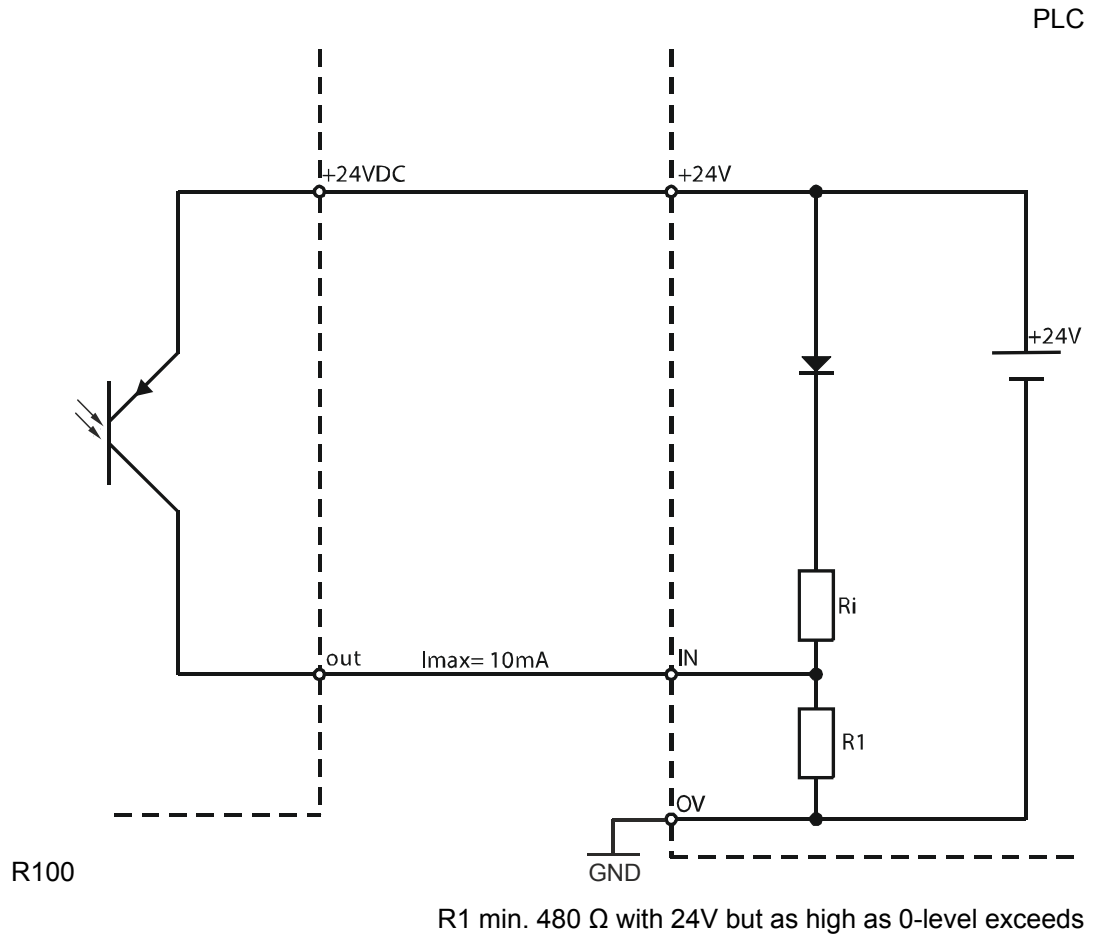 PLC
+24VDC
+24V
+24V
Ri
out
Imax= 10mA
IN
R1
OV
R100
GND
R1 min. 480 Ω with 24V but as high as 0-level exceeds